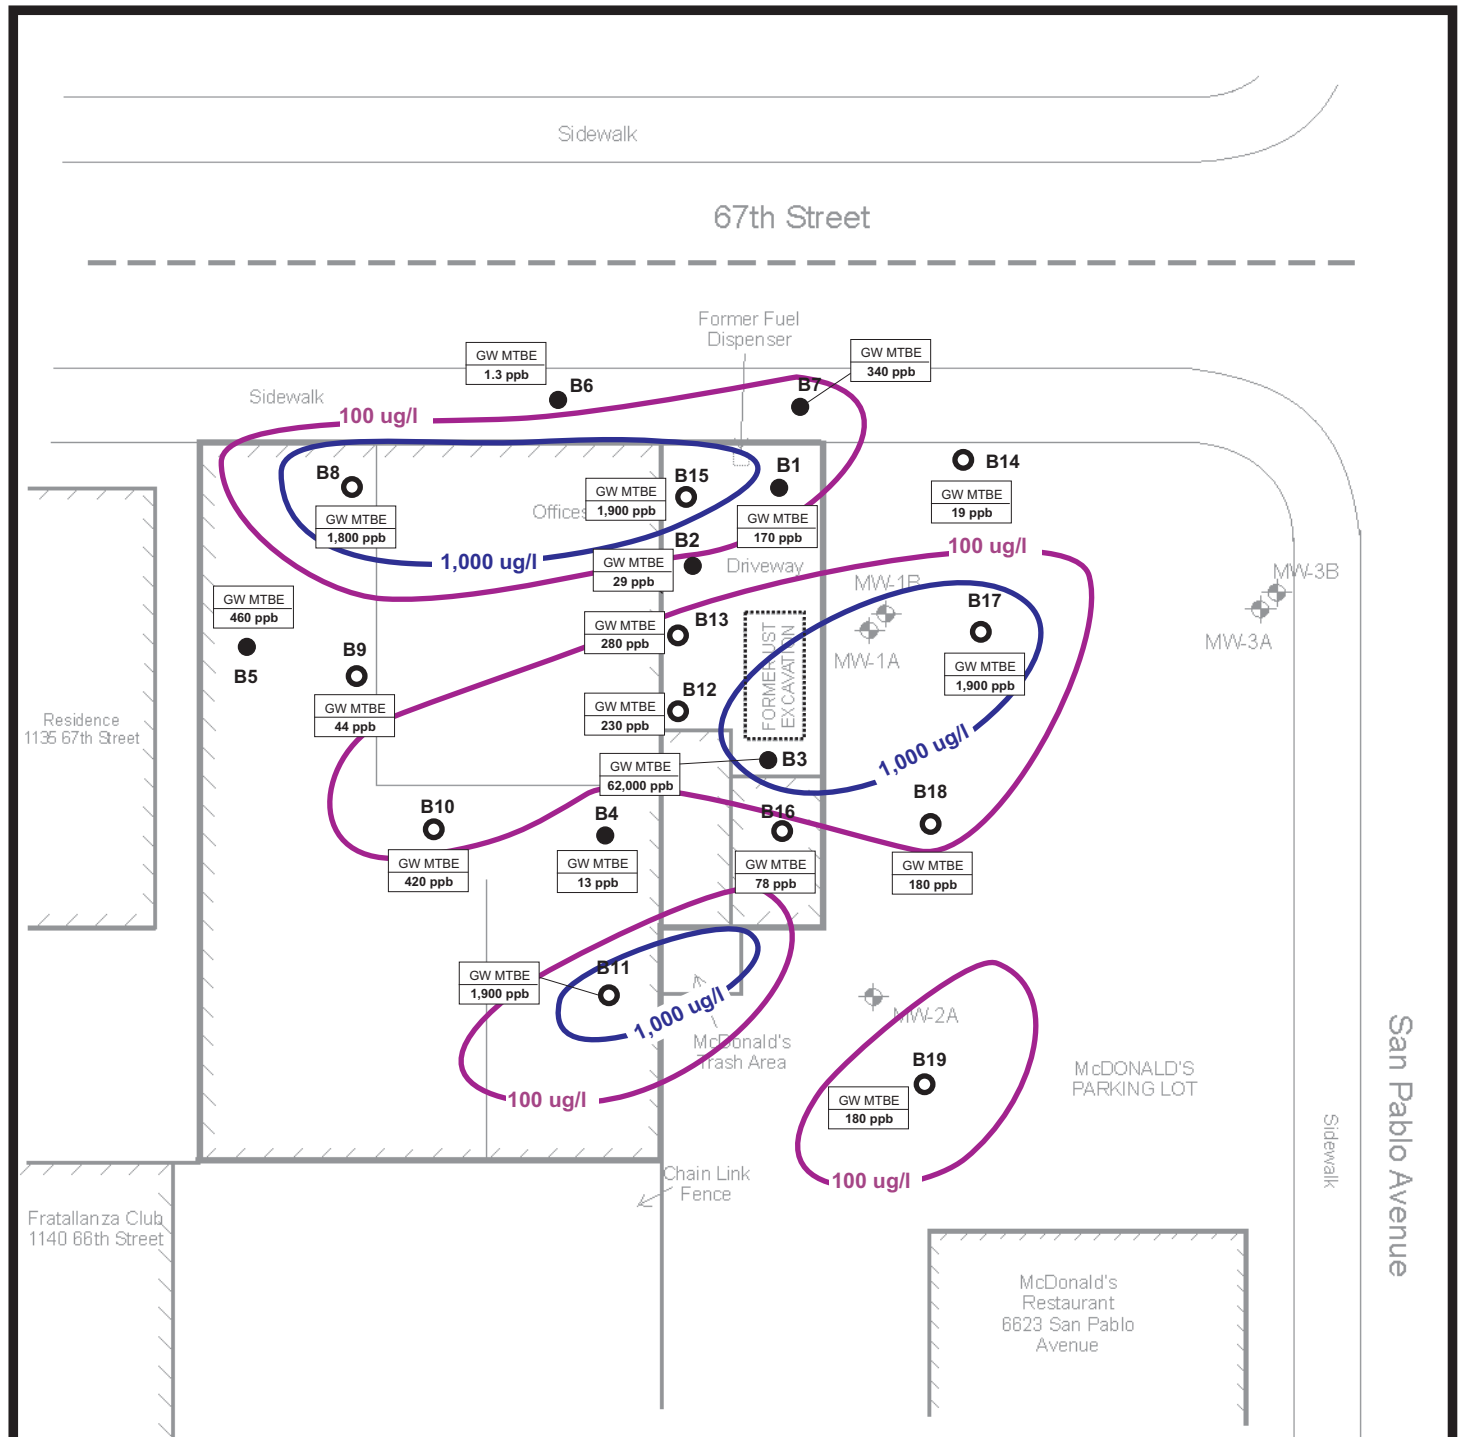 Sidewalk
67th Street
Former Fuel
Dispenser
GW MTBE
1.3 ppb
GW MTBE
340 ppb
B6
B7
Sidewalk
100 ug/l
B8
B15
B1
B14
GW MTBE
1,900 ppb
GW MTBE
19 ppb
Offices
GW MTBE
1,800 ppb
GW MTBE
170 ppb
B2
100 ug/l
1,000 ug/l
GW MTBE
29 ppb
Driveway
MW-1B
MW-3B
GW MTBE
460 ppb
B17
B13
GW MTBE
280 ppb
FORMER UST
EXCAVATION
MW-1A
MW-3A
B5
B9
GW MTBE
1,900 ppb
B12
GW MTBE
44 ppb
GW MTBE
230 ppb
Residence
1135 67th Street
1,000 ug/l
B3
GW MTBE
62,000 ppb
B10
B4
B16
B18
GW MTBE
420 ppb
GW MTBE
13 ppb
GW MTBE
78 ppb
GW MTBE
180 ppb
B11
GW MTBE
1,900 ppb
1,000 ug/l
MW-2A
McDonald's
Trash Area
B19
McDONALD'S
PARKING LOT
100 ug/l
GW MTBE
180 ppb
San Pablo Avenue
Sidewalk
100 ug/l
Chain Link
Fence
Fratallanza Club
1140 66th Street
McDonald's
Restaurant
6623 San Pablo
Avenue